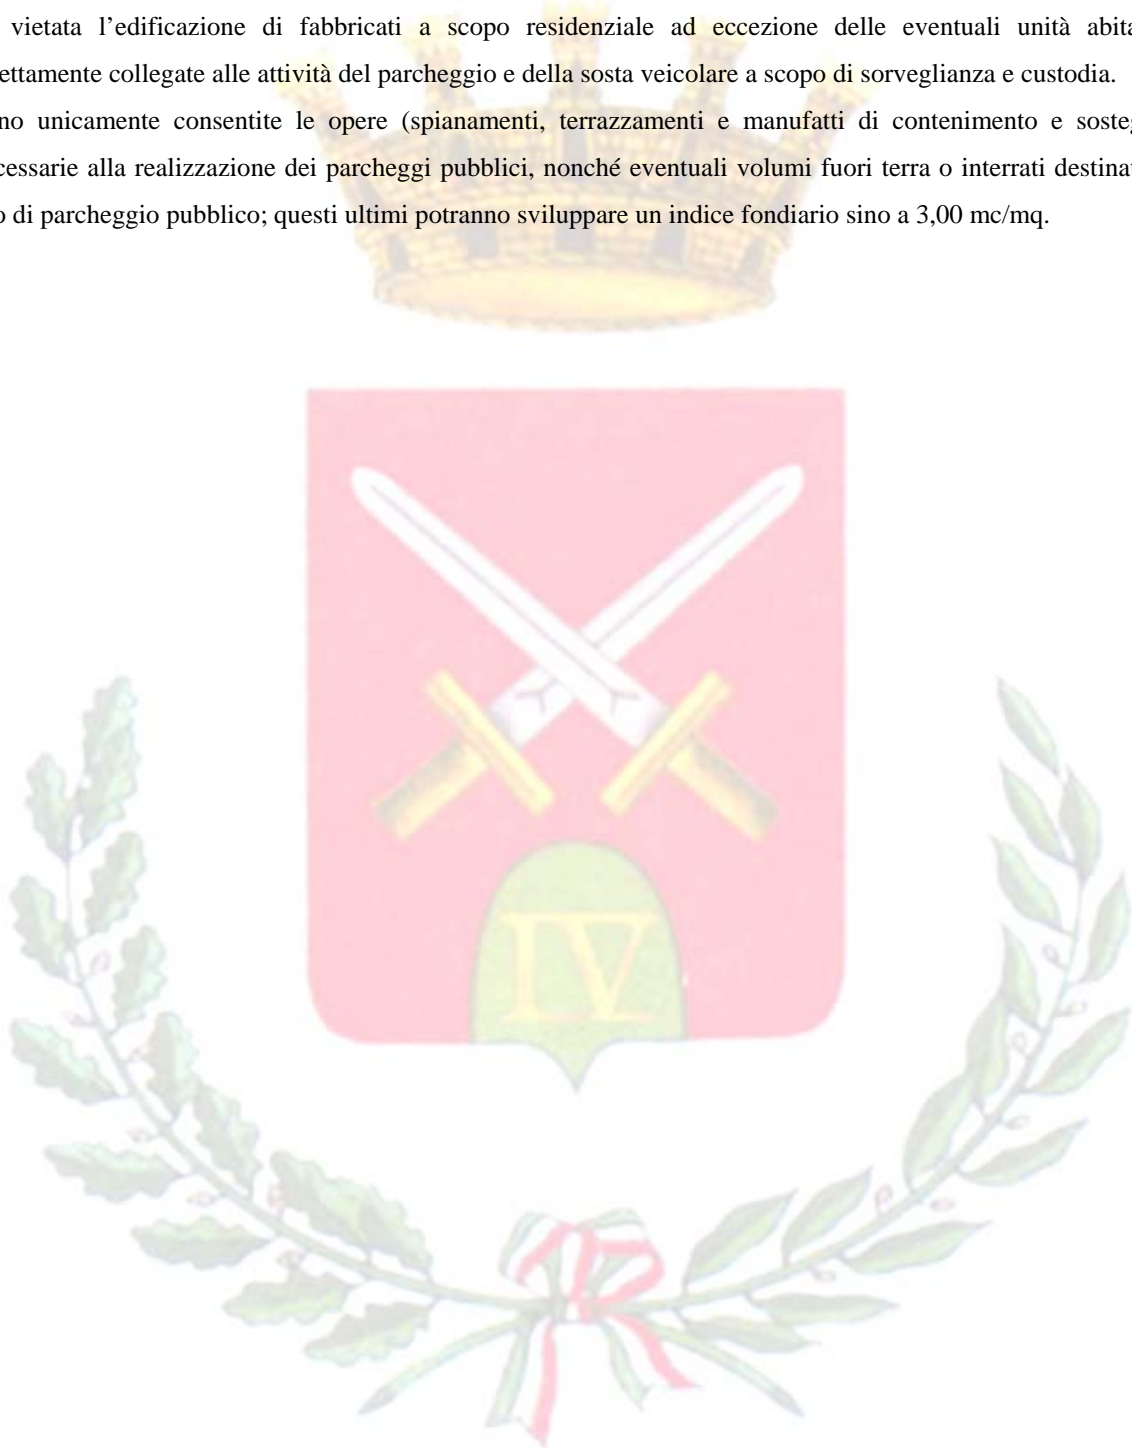 vietata l’edificazione di fabbricati a scopo residenziale ad eccezione delle eventuali unità abita
ettamente collegate alle attività del parcheggio e della sosta veicolare a scopo di sorveglianza e custodia.
no unicamente consentite le opere (spianamenti, terrazzamenti e manufatti di contenimento e sosteg
cessarie alla realizzazione dei parcheggi pubblici, nonché eventuali volumi fuori terra o interrati destinat
o di parcheggio pubblico; questi ultimi potranno sviluppare un indice fondiario sino a 3,00 mc/mq.
IV